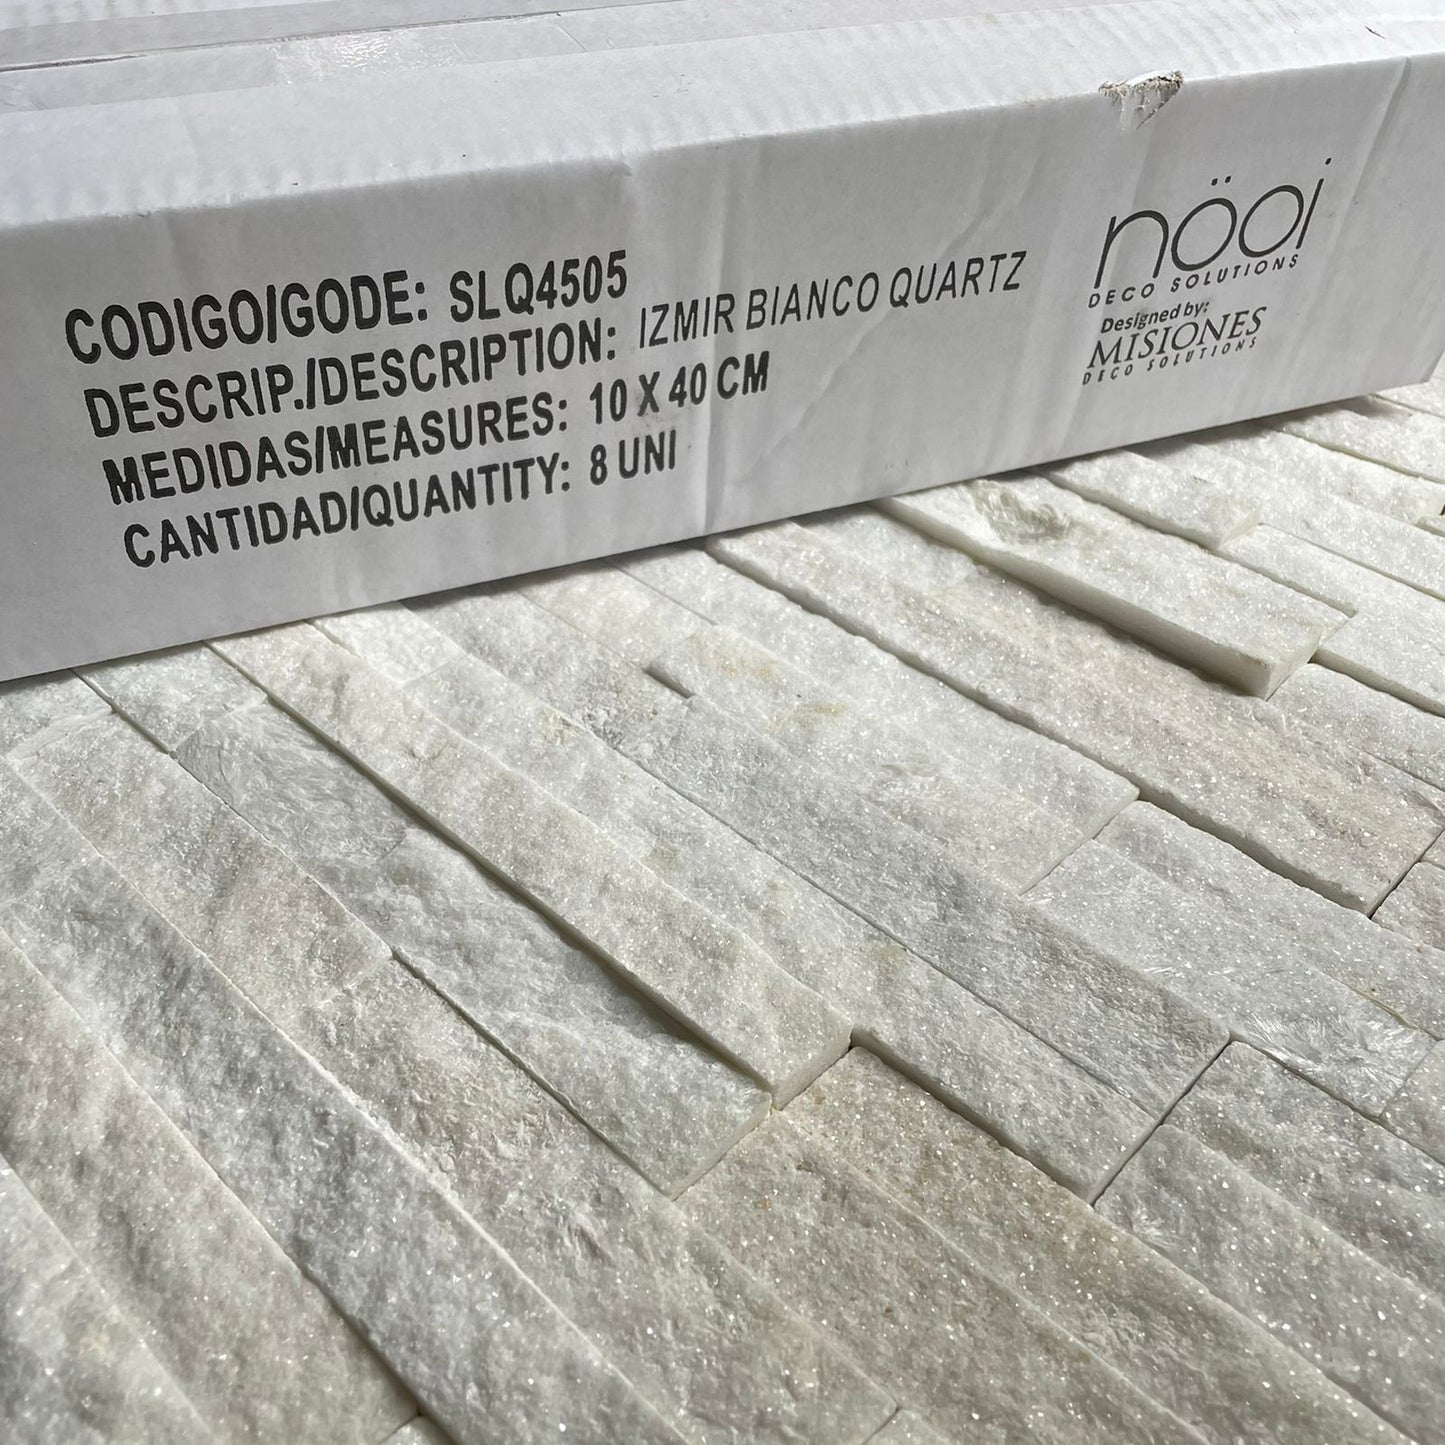 CODIGO/GODE: SLQ4505
DESCRIP./DESCRIPTION: IZMIR BIANCO QUARTZ
MEDIDAS/MEASURES: 10 X 40 CM
CANTIDAD/QUANTITY: 8 UNI
nöoi
DECO SOLUTIONS
Designed by:
MISIONES
DECO SOLUTIONS